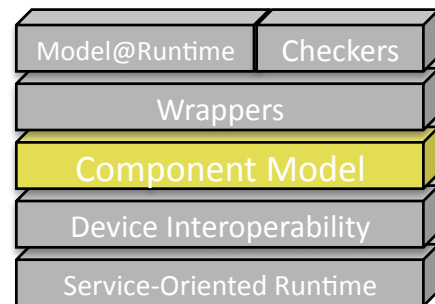 Model@Runtime Checkers
Wrappers
Component Model
Device Interoperability
Service-Oriented Runtime